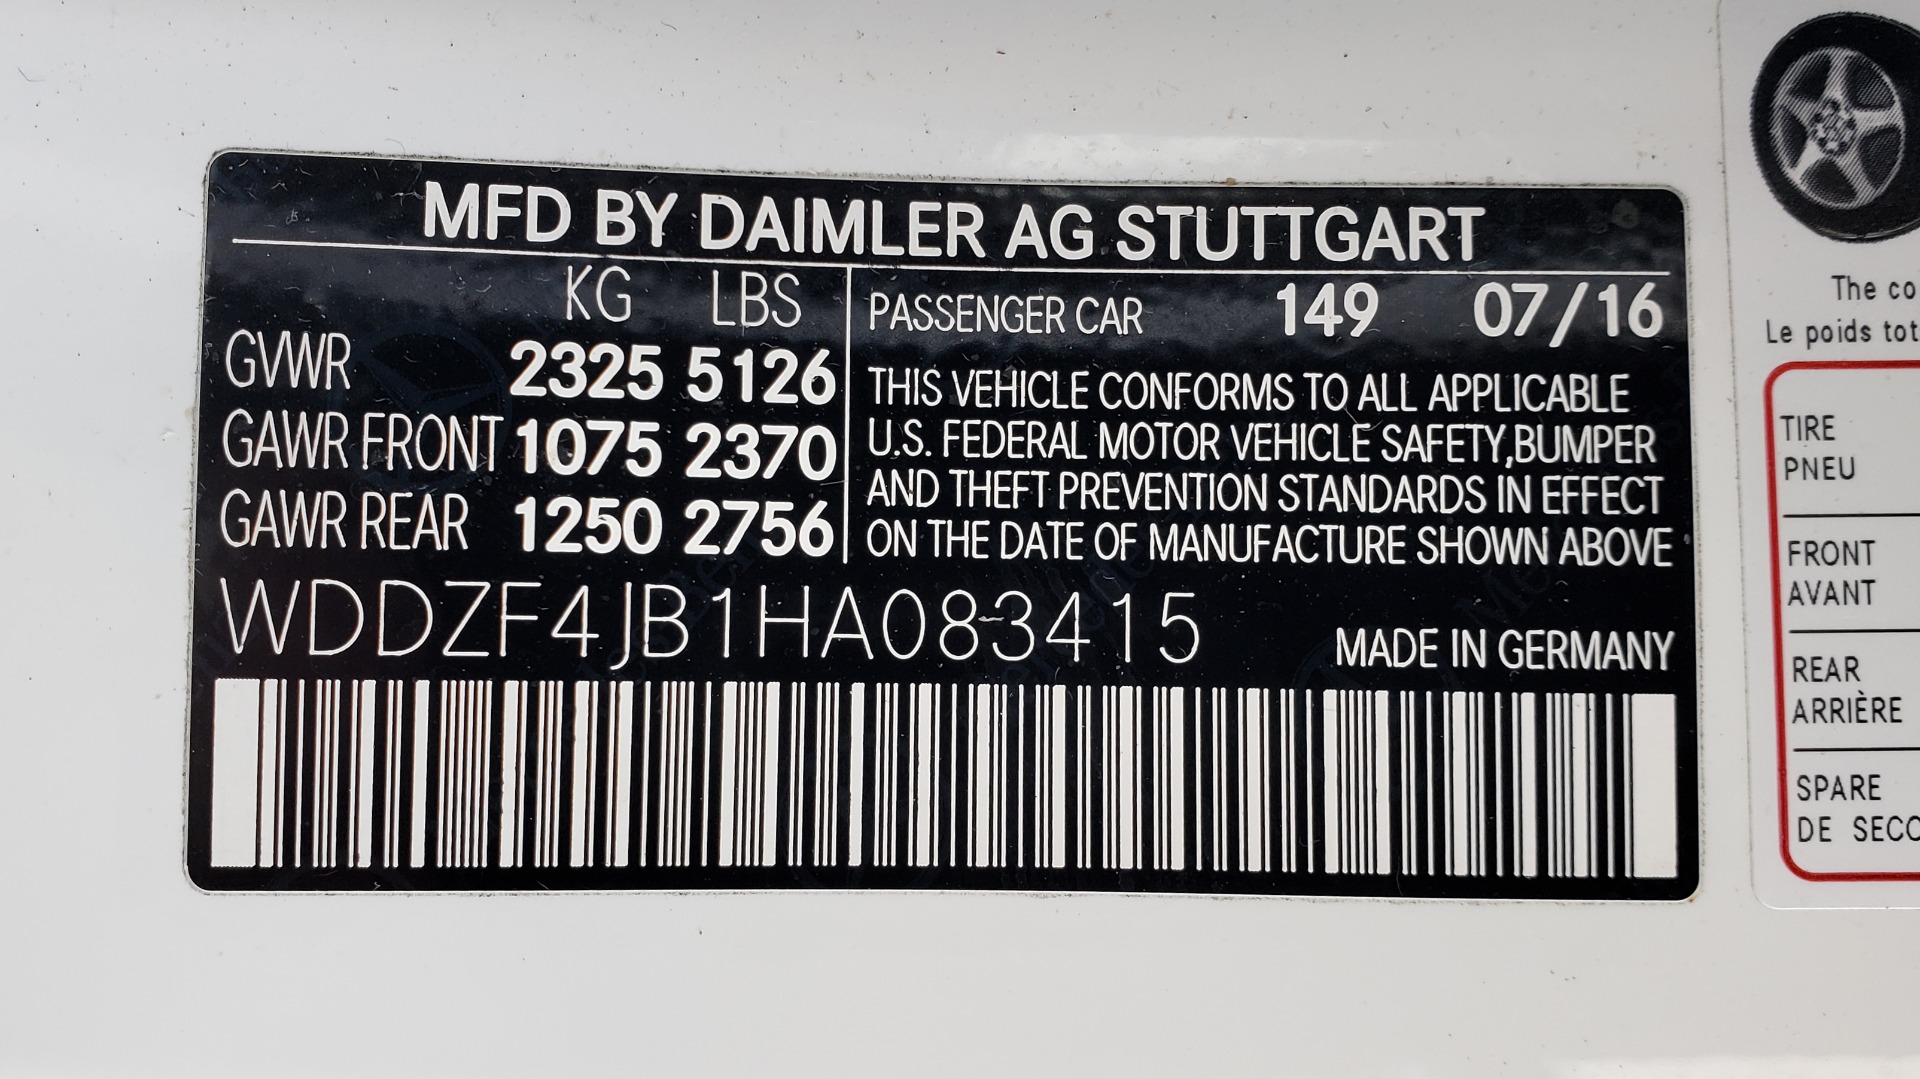 MFD BY DAIMLER AG STUTTGART
KG LBS
GVWR 2325 5126
GAWR FRONT 1075 2370
GAWR REAR 1250 2756
PASSENGER CAR 149 07/16
THIS VEHICLE CONFORMS TO ALL APPLICABLE
U.S. FEDERAL MOTOR VEHICLE SAFETY,BUMPER
AND THEFT PREVENTION STANDARDS IN EFFECT
ON THE DATE OF MANUFACTURE SHOWN ABOVE
WDDZF4JB1HA083415
MADE IN GERMANY
The
Le poids
TIRE
PNEU
FRONT
AVANT
REAR
ARRIÈRE
SPARE
DE